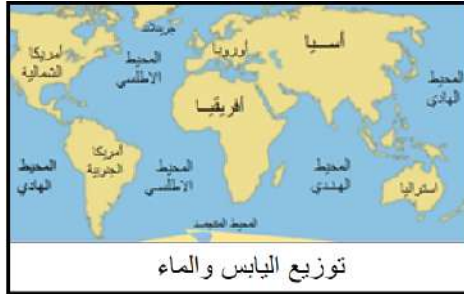 جرينلاند
أمريكا
الشمالية
المحيط
الاطلسي
أوروبا
أسيا
المحيط
الهادي
أفريقيا
المحيط
الهادي
أمريكا
الجنوبية
المحيط
الاطلسي
المحيط
الهندي
استراليا
المحيط المتجمد
توزيع اليابس والماء